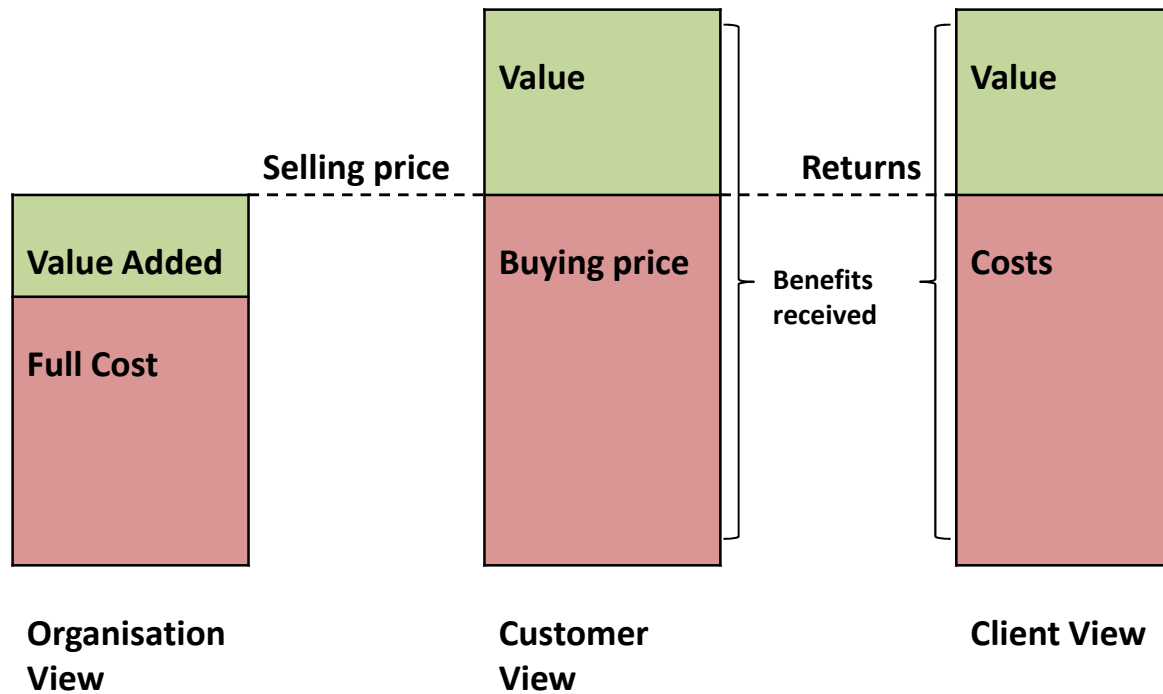 Value
Value
Selling price
Returns
Value Added
Buying price
Costs
Benefits
received
Full Cost
Organisation
View
Customer
View
Client View